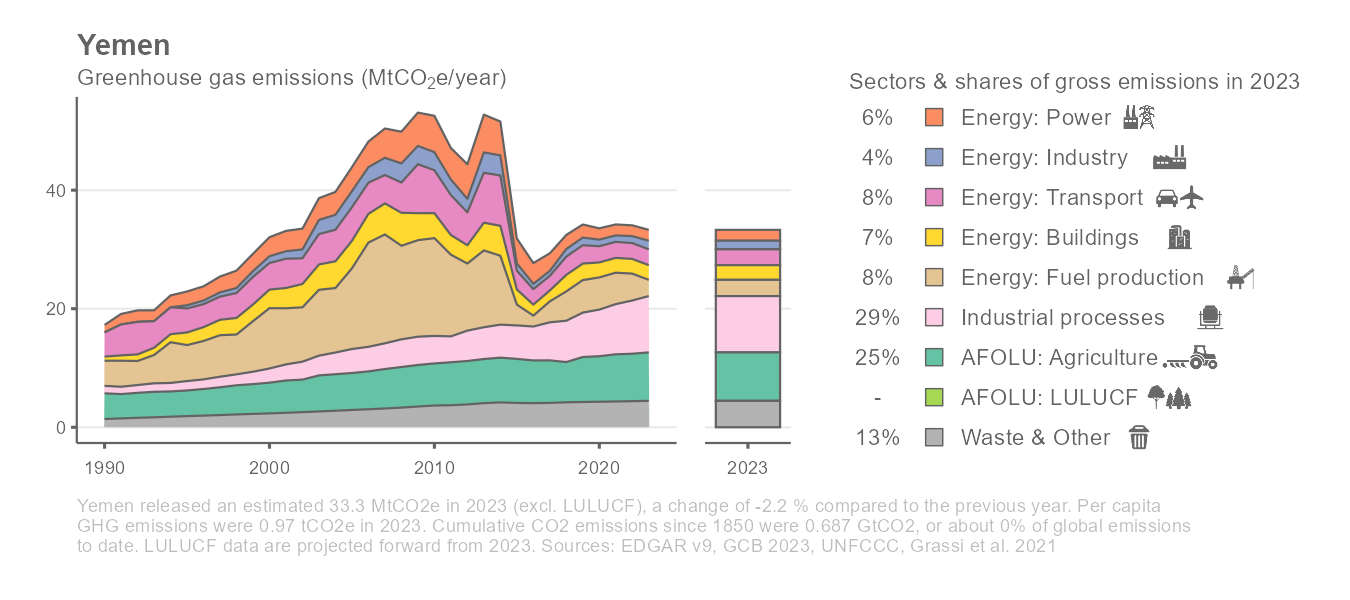 Yemen
Greenhouse gas emissions (MtCO₂e/year)
40
20
0
1990
2000
2010
2020
2023
Sectors & shares of gross emissions in 2023
6% Energy: Power
4% Energy: Industry
8% Energy: Transport
7% Energy: Buildings
8% Energy: Fuel production
29% Industrial processes
25% AFOLU: Agriculture
- AFOLU: LULUCF
13% Waste & Other
Yemen released an estimated 33.3 MtCO2e in 2023 (excl. LULUCF), a change of -2.2 % compared to the previous year. Per capita
GHG emissions were 0.97 tCO2e in 2023. Cumulative CO2 emissions since 1850 were 0.687 GtCO2, or about 0% of global emissions
to date. LULUCF data are projected forward from 2023. Sources: EDGAR v9, GCB 2023, UNFCCC, Grassi et al. 2021